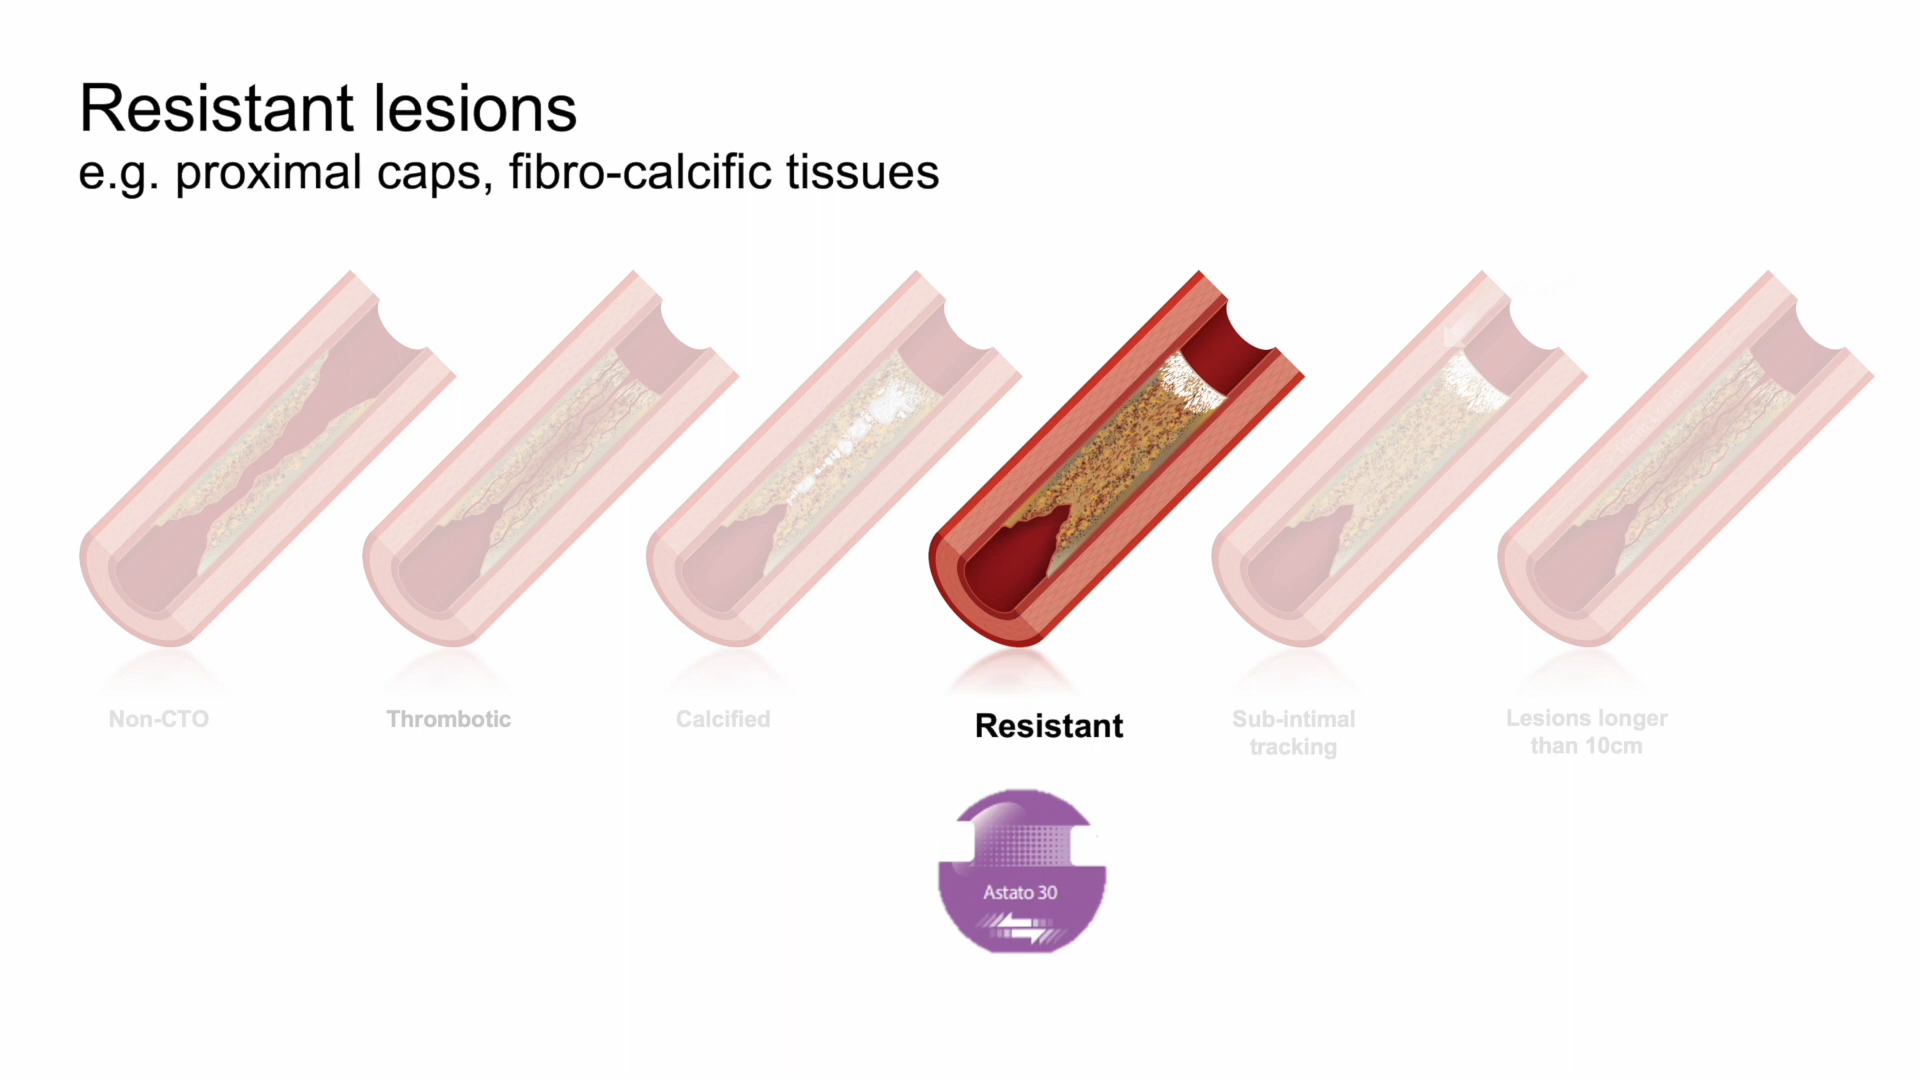 Resistant lesions
e.g. proximal caps, fibro-calcific tissues
Non-CTO
Thrombotic
Calcified
Resistant
Sub-intimal
tracking
Lesions longer
than 10cm
Astato 30